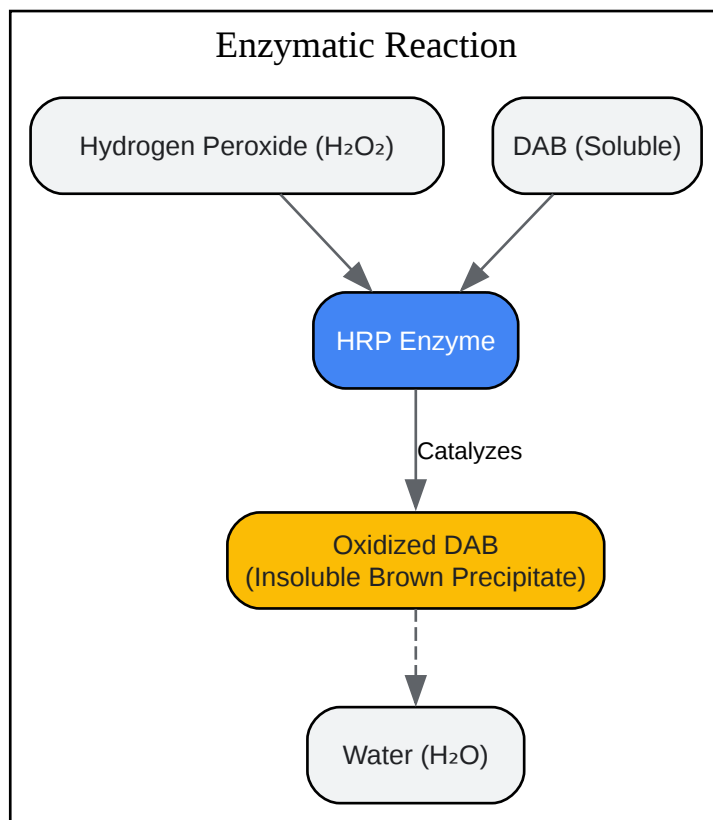 Enzymatic Reaction
Hydrogen Peroxide (H₂O₂)
DAB (Soluble)
HRP Enzyme
Catalyzes
Oxidized DAB
(Insoluble Brown Precipitate)
Water (H₂O)